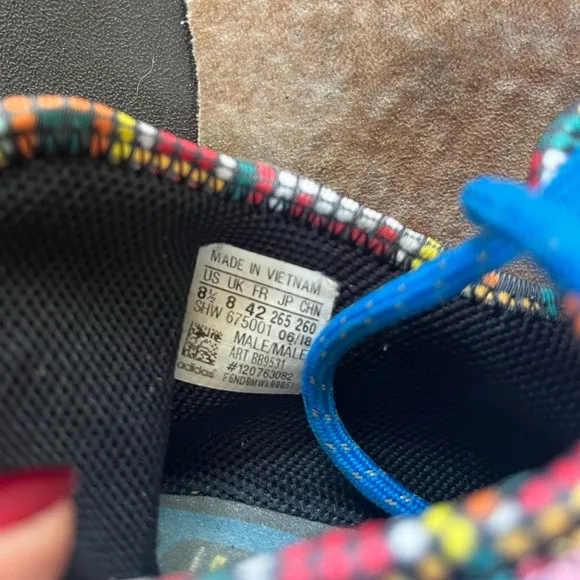 MADE IN VIETNAM
US UK FR JP CHN
8½ 8 42 265 260
SHW 675001 06/18
MALE/MALE
ART BB9531
#120763082
adidas